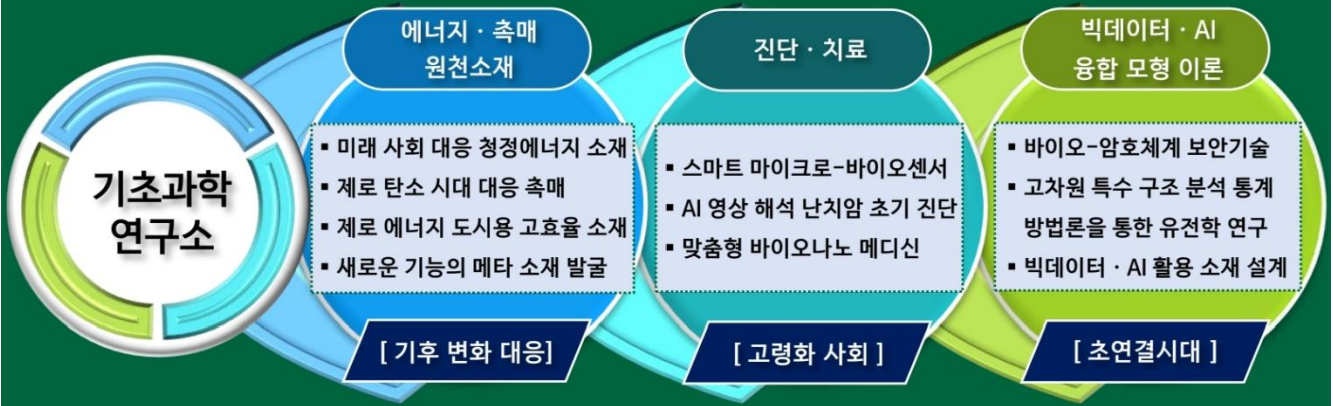 기초과학
연구소
에너지 · 촉매
원천소재
▪ 미래 사회 대응 청정에너지 소재
▪ 제로 탄소 시대 대응 촉매
▪ 제로 에너지 도시용 고효율 소재
▪ 새로운 기능의 메타 소재 발굴
[ 기후 변화 대응]
진단 · 치료
▪ 스마트 마이크로-바이오센서
▪ AI 영상 해석 난치암 초기 진단
▪ 맞춤형 바이오나노 메디신
[ 고령화 사회 ]
빅데이터 · AI
융합 모형 이론
▪ 바이오-암호체계 보안기술
▪ 고차원 특수 구조 분석 통계
방법론을 통한 유전학 연구
▪ 빅데이터 · AI 활용 소재 설계
[ 초연결시대 ]